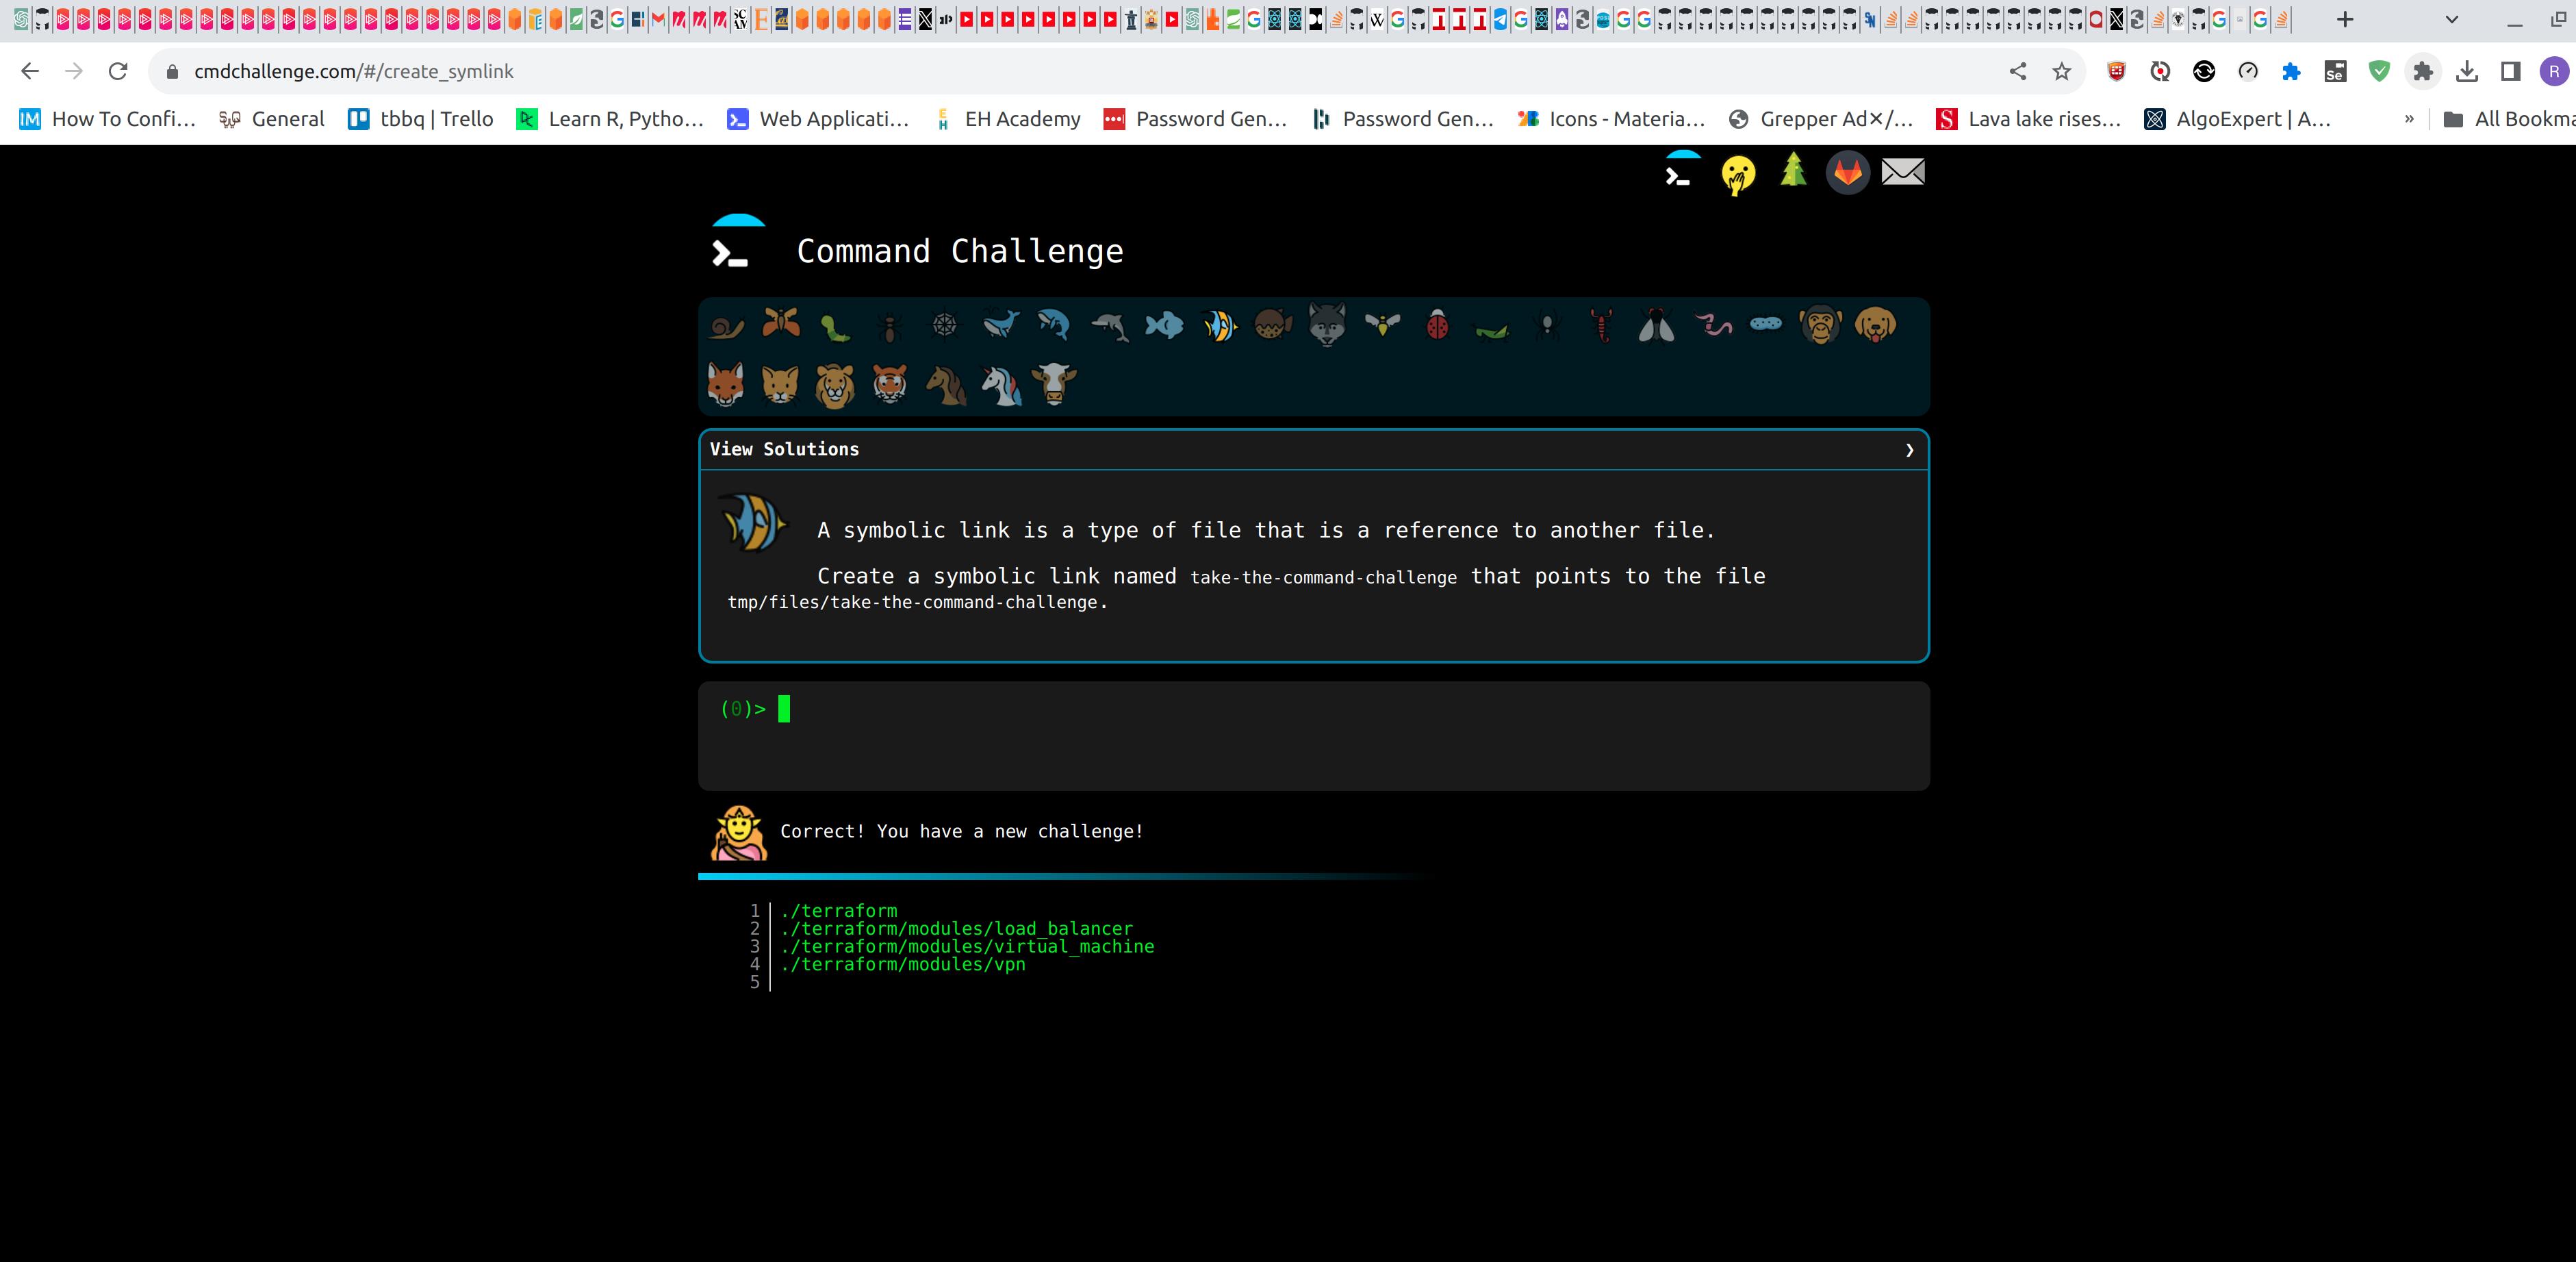 cmdchallenge.com/#/create_symlink
How To Confi... General tbbq | Trello Learn R, Pytho... Web Applicati... EH Academy Password Gen... Password Gen... Icons - Materia... Grepper Ad✕/... Lava lake rises... AlgoExpert | A... » All Bookma
Command Challenge
View Solutions ❯
A symbolic link is a type of file that is a reference to another file.
Create a symbolic link named take-the-command-challenge that points to the file
tmp/files/take-the-command-challenge.
(0)>
Correct! You have a new challenge!
1 ./terraform
2 ./terraform/modules/load_balancer
3 ./terraform/modules/virtual_machine
4 ./terraform/modules/vpn
5